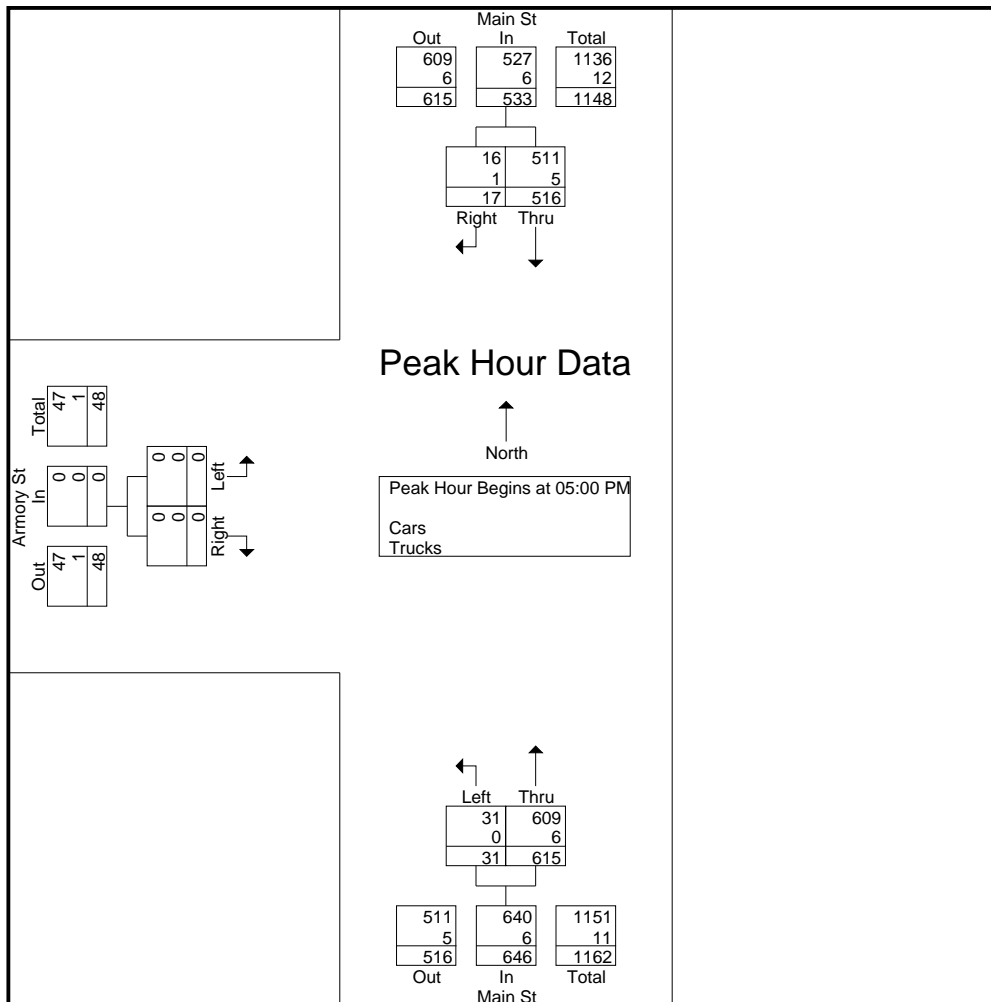 Main St
Out In Total
609 527 1136
6 6 12
615 533 1148
16 511
1 5
17 516
Right Thru
Peak Hour Data
North
Peak Hour Begins at 05:00 PM
Cars
Trucks
Armory St
Total
47
1
48
In
0
0
0
Out
47
1
48
Left
0
0
0
Right
0
0
0
Left Thru
31 609
0 6
31 615
511 640 1151
5 6 11
516 646 1162
Out In Total
Main St